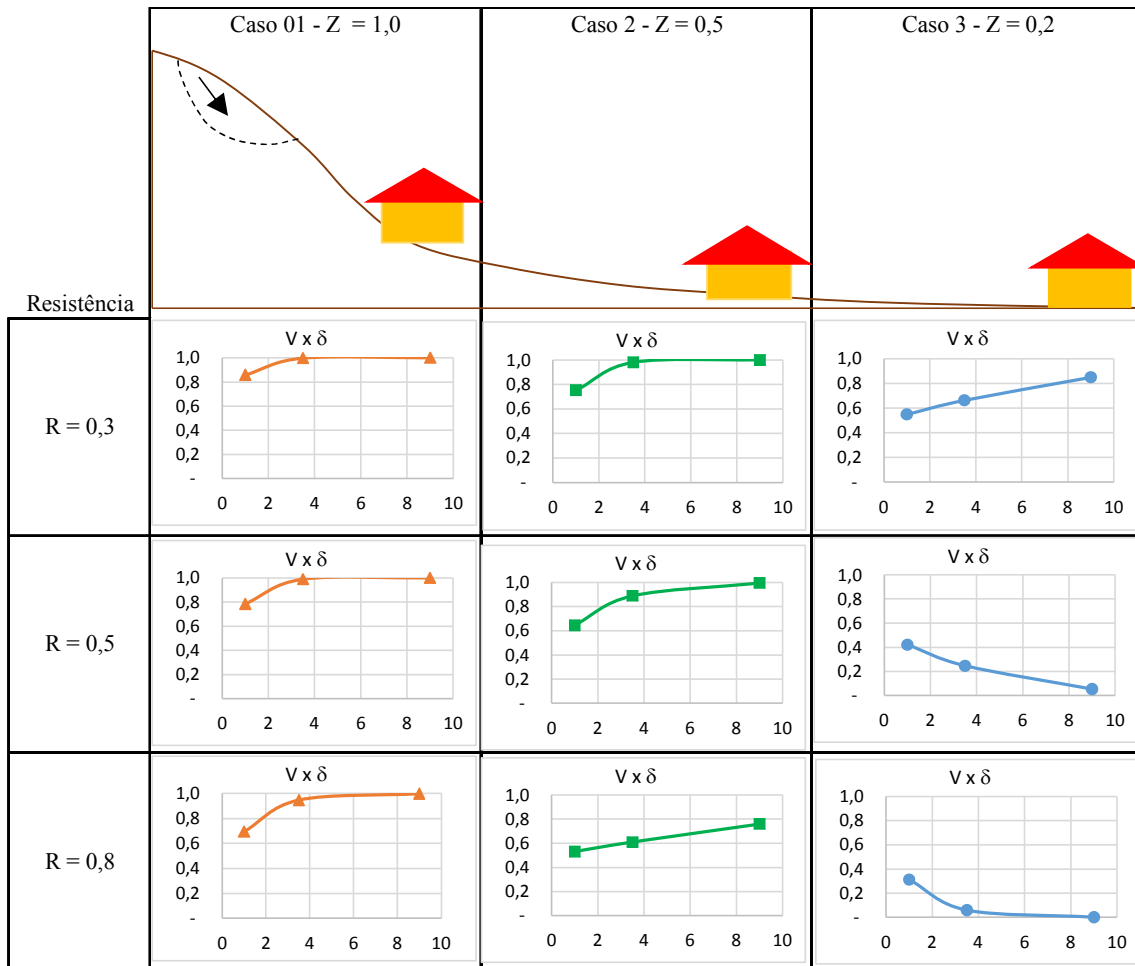 Caso 01 - Z = 1,0
Caso 2 - Z = 0,5
Caso 3 - Z = 0,2
Resistência
R = 0,3
V x δ
1,0
0,8
0,6
0,4
0,2
-
0 2 4 6 8 10
V x δ
1,0
0,8
0,6
0,4
0,2
-
0 2 4 6 8 10
V x δ
1,0
0,8
0,6
0,4
0,2
-
0 2 4 6 8 10
R = 0,5
V x δ
1,0
0,8
0,6
0,4
0,2
-
0 2 4 6 8 10
V x δ
1,0
0,8
0,6
0,4
0,2
-
0 2 4 6 8 10
V x δ
1,0
0,8
0,6
0,4
0,2
-
0 2 4 6 8 10
R = 0,8
V x δ
1,0
0,8
0,6
0,4
0,2
-
0 2 4 6 8 10
V x δ
1,0
0,8
0,6
0,4
0,2
-
0 2 4 6 8 10
V x δ
1,0
0,8
0,6
0,4
0,2
-
0 2 4 6 8 10